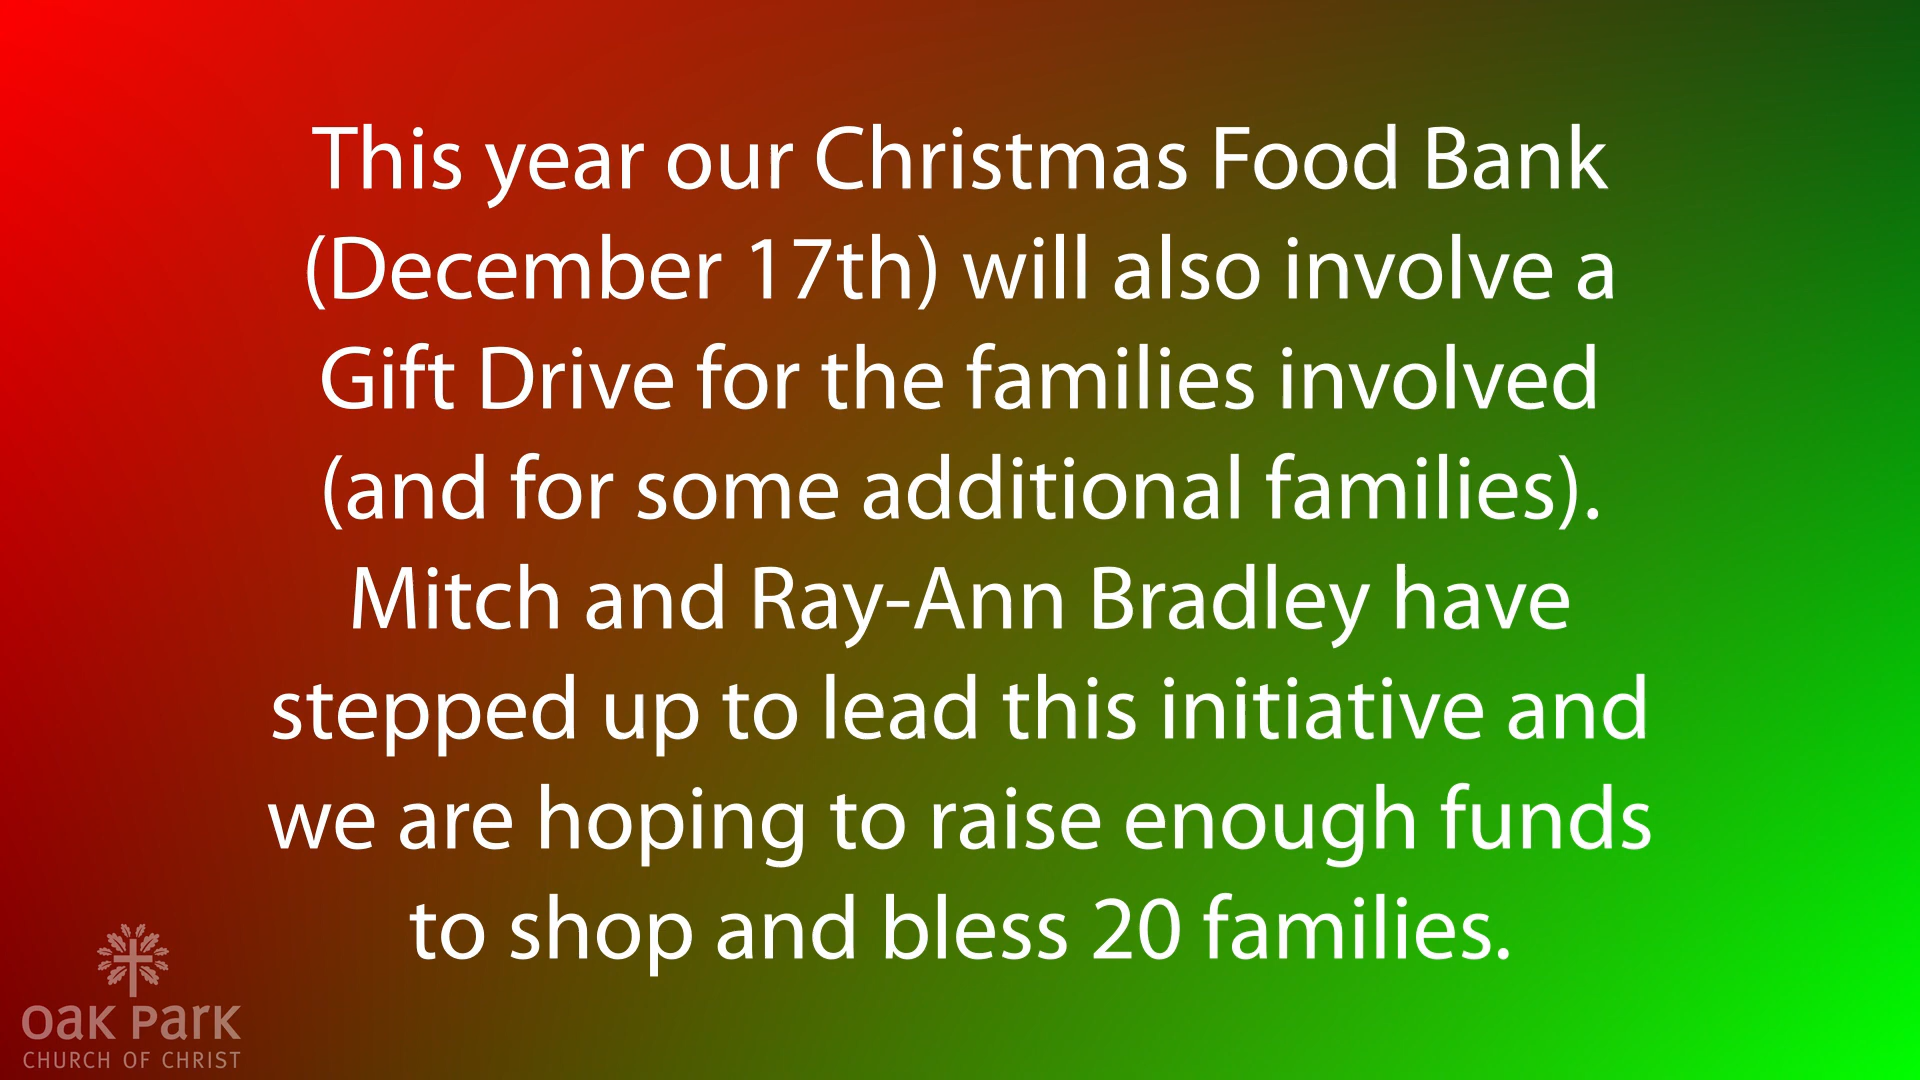 This year our Christmas Food Bank
(December 17th) will also involve a
Gift Drive for the families involved
(and for some additional families).
Mitch and Ray-Ann Bradley have
stepped up to lead this initiative and
we are hoping to raise enough funds
to shop and bless 20 families.
oak Park
CHURCH OF CHRIST